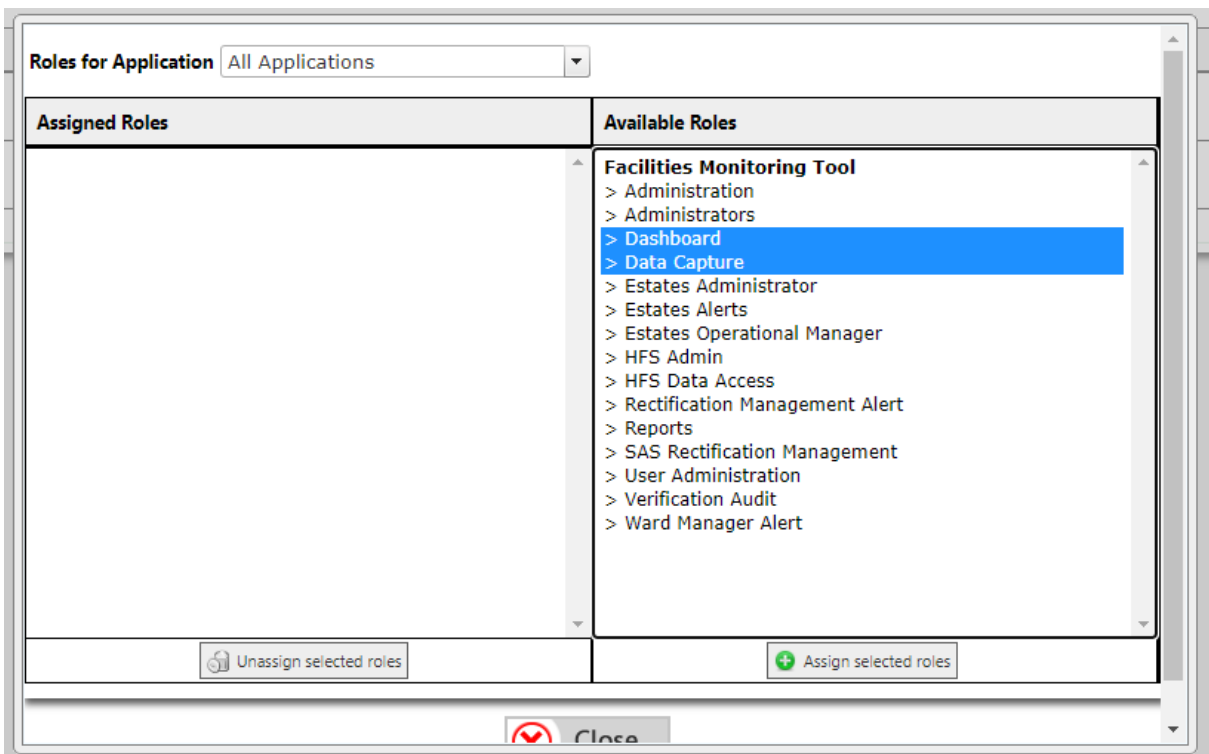 Roles for Application All Applications
Assigned Roles
Available Roles
Facilities Monitoring Tool
> Administration
> Administrators
> Dashboard
> Data Capture
> Estates Administrator
> Estates Alerts
> Estates Operational Manager
> HFS Admin
> HFS Data Access
> Rectification Management Alert
> Reports
> SAS Rectification Management
> User Administration
> Verification Audit
> Ward Manager Alert
Unassign selected roles
Assign selected roles
Close